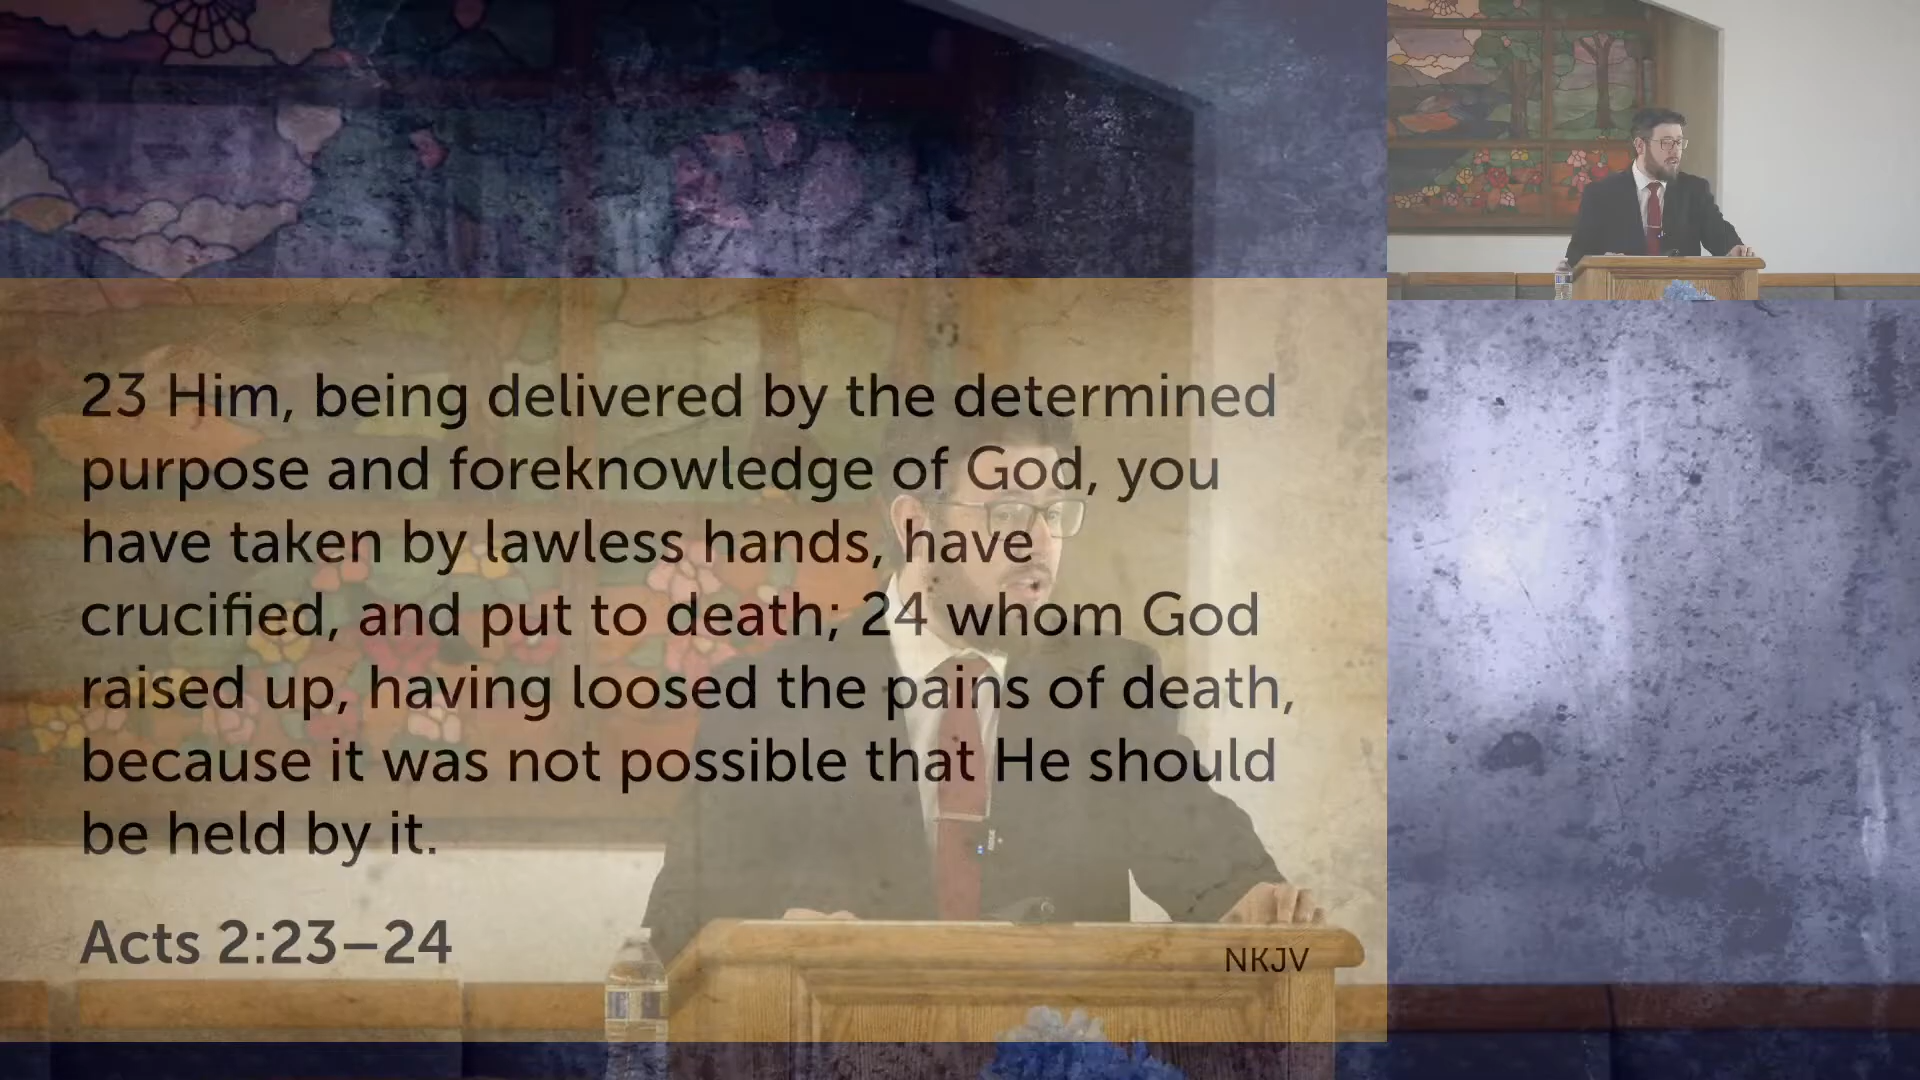 23 Him, being delivered by the determined
purpose and foreknowledge of God, you
have taken by lawless hands, have
crucified, and put to death; 24 whom God
raised up, having loosed the pains of death,
because it was not possible that He should
be held by it.
Acts 2:23–24
NKJV